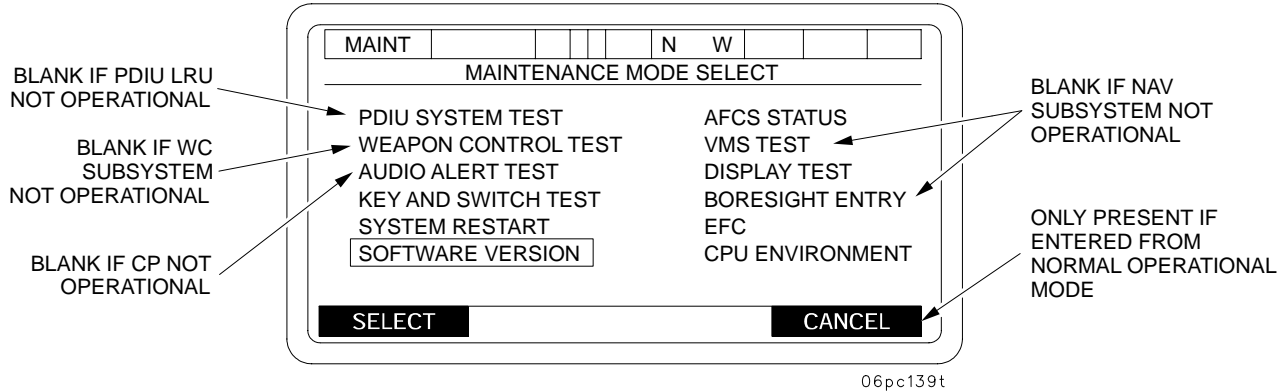 MAINT N W
MAINTENANCE MODE SELECT
BLANK IF PDIU LRU
NOT OPERATIONAL
BLANK IF WC
SUBSYSTEM
NOT OPERATIONAL
BLANK IF CP NOT
OPERATIONAL
PDIU SYSTEM TEST
WEAPON CONTROL TEST
AUDIO ALERT TEST
KEY AND SWITCH TEST
SYSTEM RESTART
SOFTWARE VERSION
AFCS STATUS
VMS TEST
DISPLAY TEST
BORESIGHT ENTRY
EFC
CPU ENVIRONMENT
BLANK IF NAV
SUBSYSTEM NOT
OPERATIONAL
ONLY PRESENT IF
ENTERED FROM
NORMAL OPERATIONAL
MODE
SELECT CANCEL
06pc139t